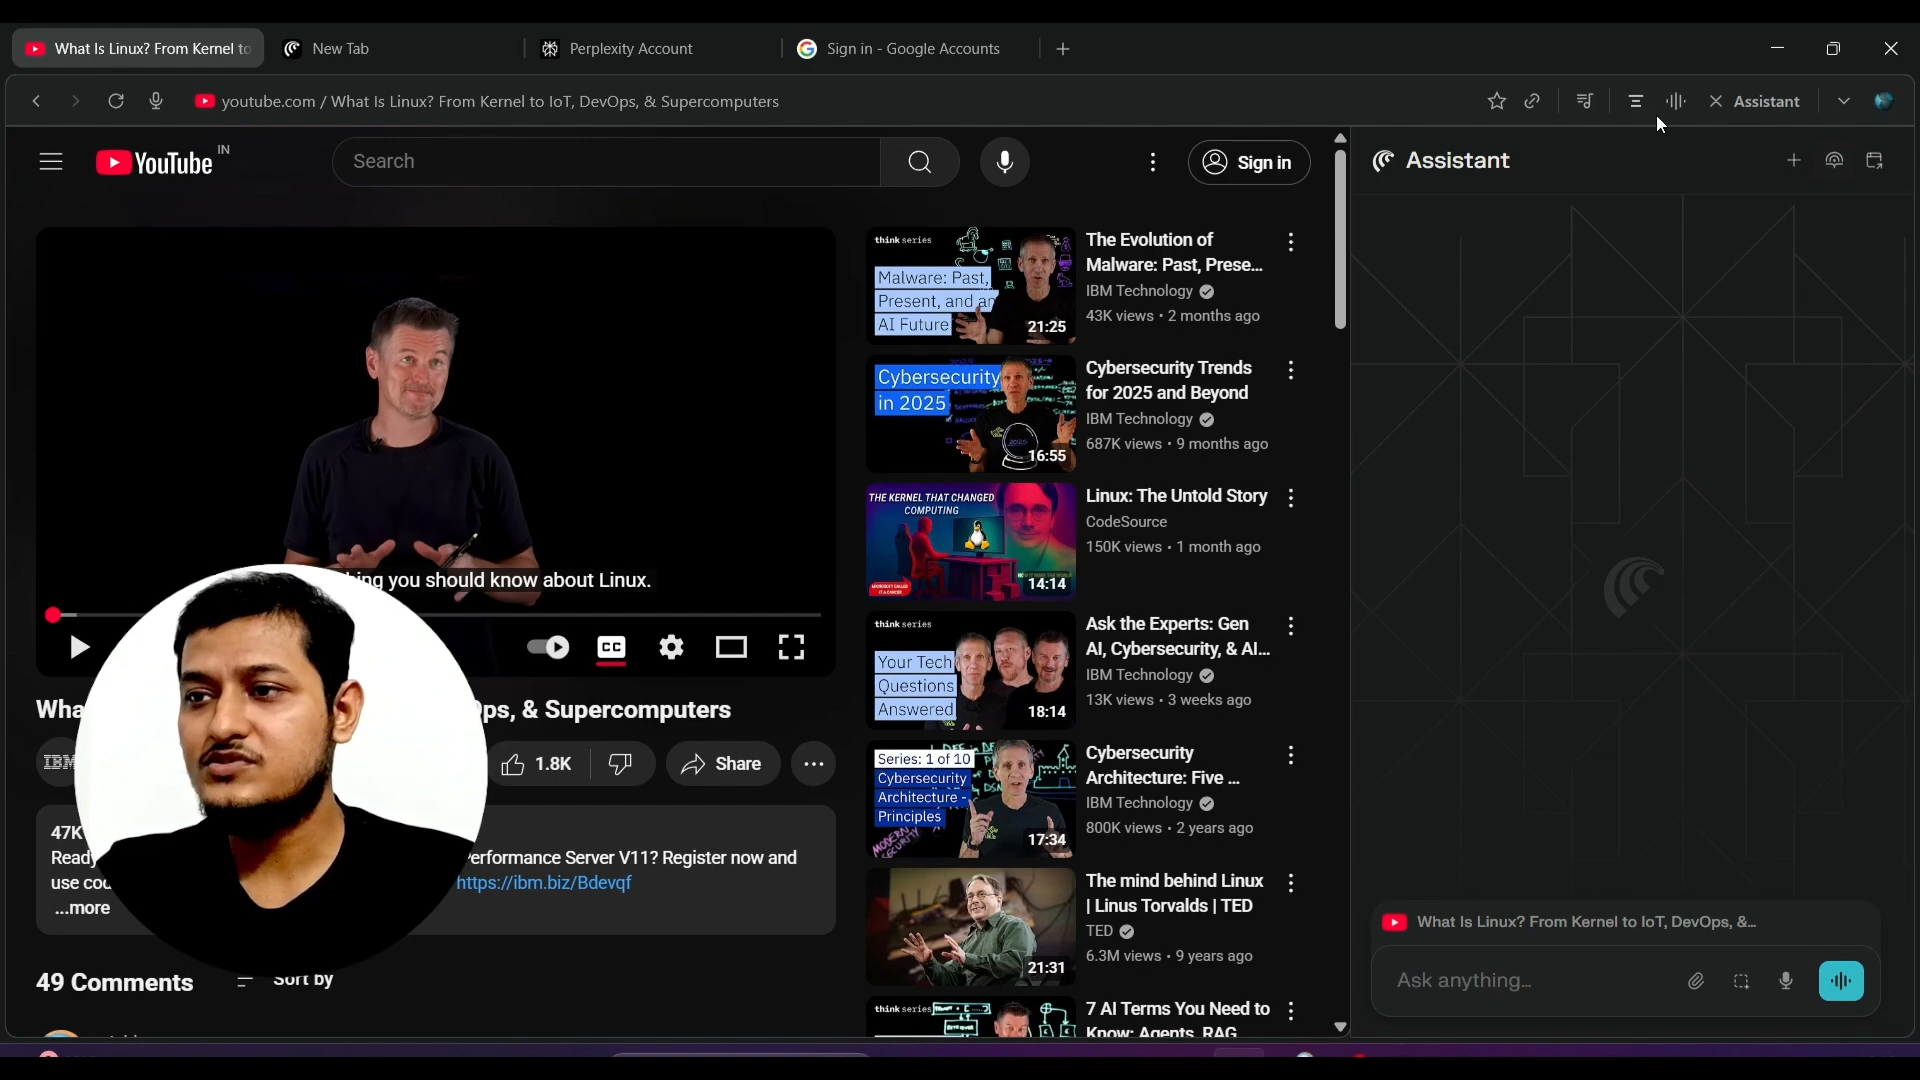 What Is Linux? From Kernel to
New Tab
Perplexity Account
Sign in - Google Accounts
youtube.com / What Is Linux? From Kernel to IoT, DevOps, & Supercomputers
Assistant
YouTube IN
Search
Sign in
Assistant
you should know about Linux.
CC
& Supercomputers
IBM
1.8K
Share
47K
Performance Server V11? Register now and
use
https://ibm.biz/Bdevqf
...more
49 Comments
Sort by
think series
Malware: Past,
Present, and an
AI Future
21:25
The Evolution of
Malware: Past, Prese...
IBM Technology
43K views • 2 months ago
Cybersecurity
in 2025
16:55
Cybersecurity Trends
for 2025 and Beyond
IBM Technology
687K views • 9 months ago
THE KERNEL THAT CHANGED
COMPUTING
14:14
Linux: The Untold Story
CodeSource
150K views • 1 month ago
think series
Your Tech
Questions
Answered
18:14
Ask the Experts: Gen
AI, Cybersecurity, & AI...
IBM Technology
13K views • 3 weeks ago
Series: 1 of 10
Cybersecurity
Architecture -
Principles
17:34
Cybersecurity
Architecture: Five ...
IBM Technology
800K views • 2 years ago
21:31
The mind behind Linux
| Linus Torvalds | TED
TED
6.3M views • 9 years ago
think series
7 AI Terms You Need to
Know: Agents, RAG
What Is Linux? From Kernel to IoT, DevOps, &...
Ask anything...